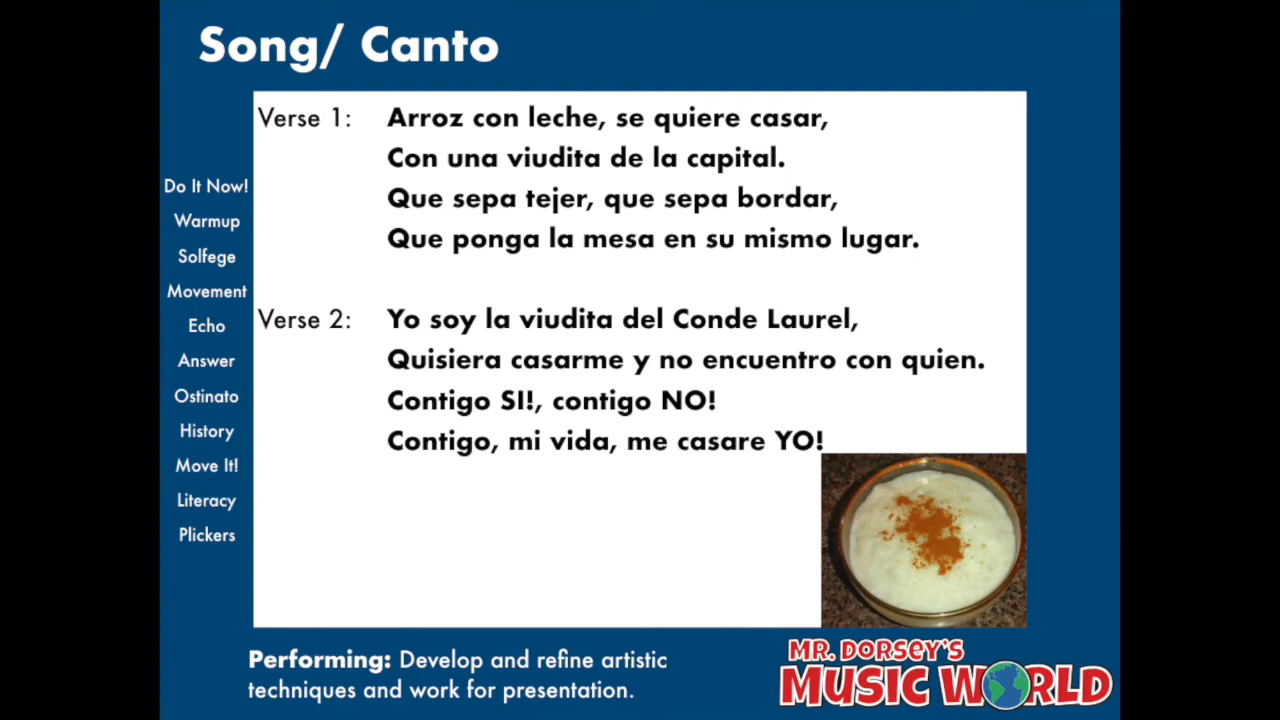 Song/ Canto
Verse 1: Arroz con leche, se quiere casar,
Con una viudita de la capital.
Que sepa tejer, que sepa bordar,
Que ponga la mesa en su mismo lugar.
Verse 2: Yo soy la viudita del Conde Laurel,
Quisiera casarme y no encuentro con quien.
Contigo SI!, contigo NO!
Contigo, mi vida, me casare YO!
Do It Now!
Warmup
Solfege
Movement
Echo
Answer
Ostinato
History
Move It!
Literacy
Plickers
Performing: Develop and refine artistic
techniques and work for presentation.
MR. DORSEY'S
MUSIC WORLD